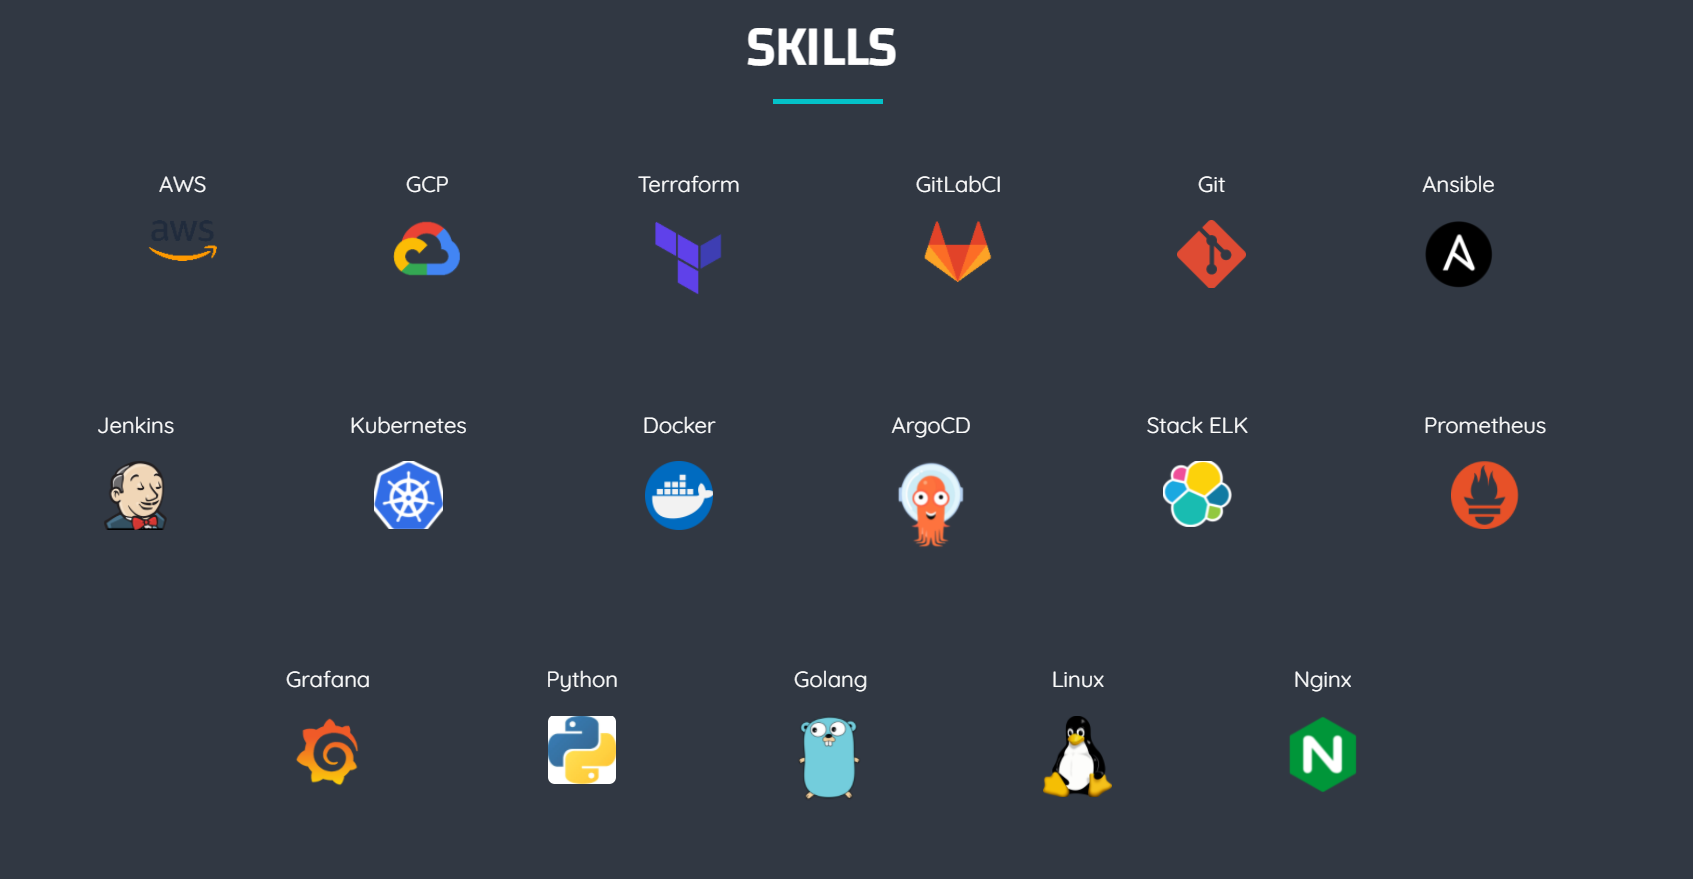 SKILLS
AWS GCP Terraform GitLabCI Git Ansible
aws
Jenkins Kubernetes Docker ArgoCD Stack ELK Prometheus
Grafana Python Golang Linux Nginx
N